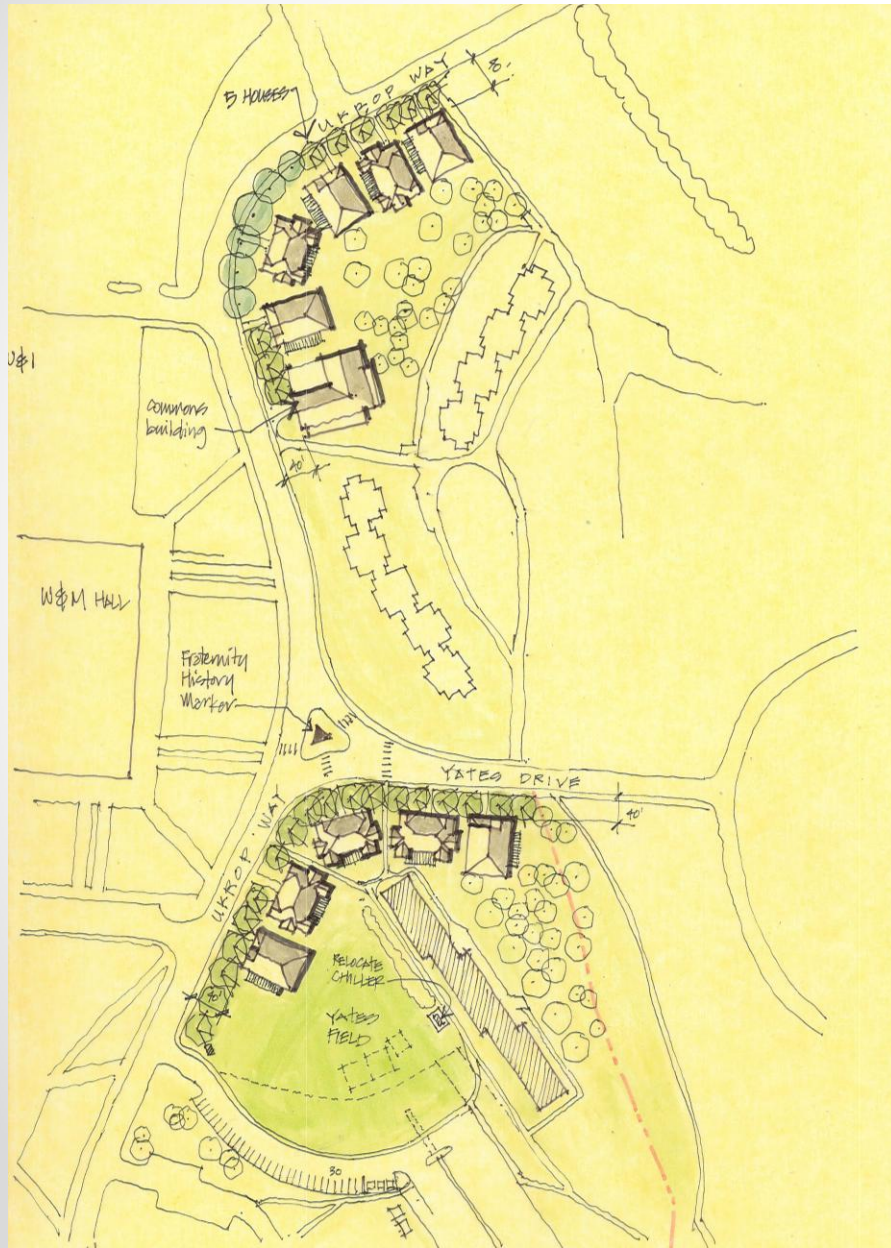 5 HOUSES
UKROP WAY
8'
commons
building
40'
W&M HALL
Fraternity
History
Marker
YATES DRIVE
40'
UKROP WAY
RELOCATE
CHILLER
YATES
FIELD
30